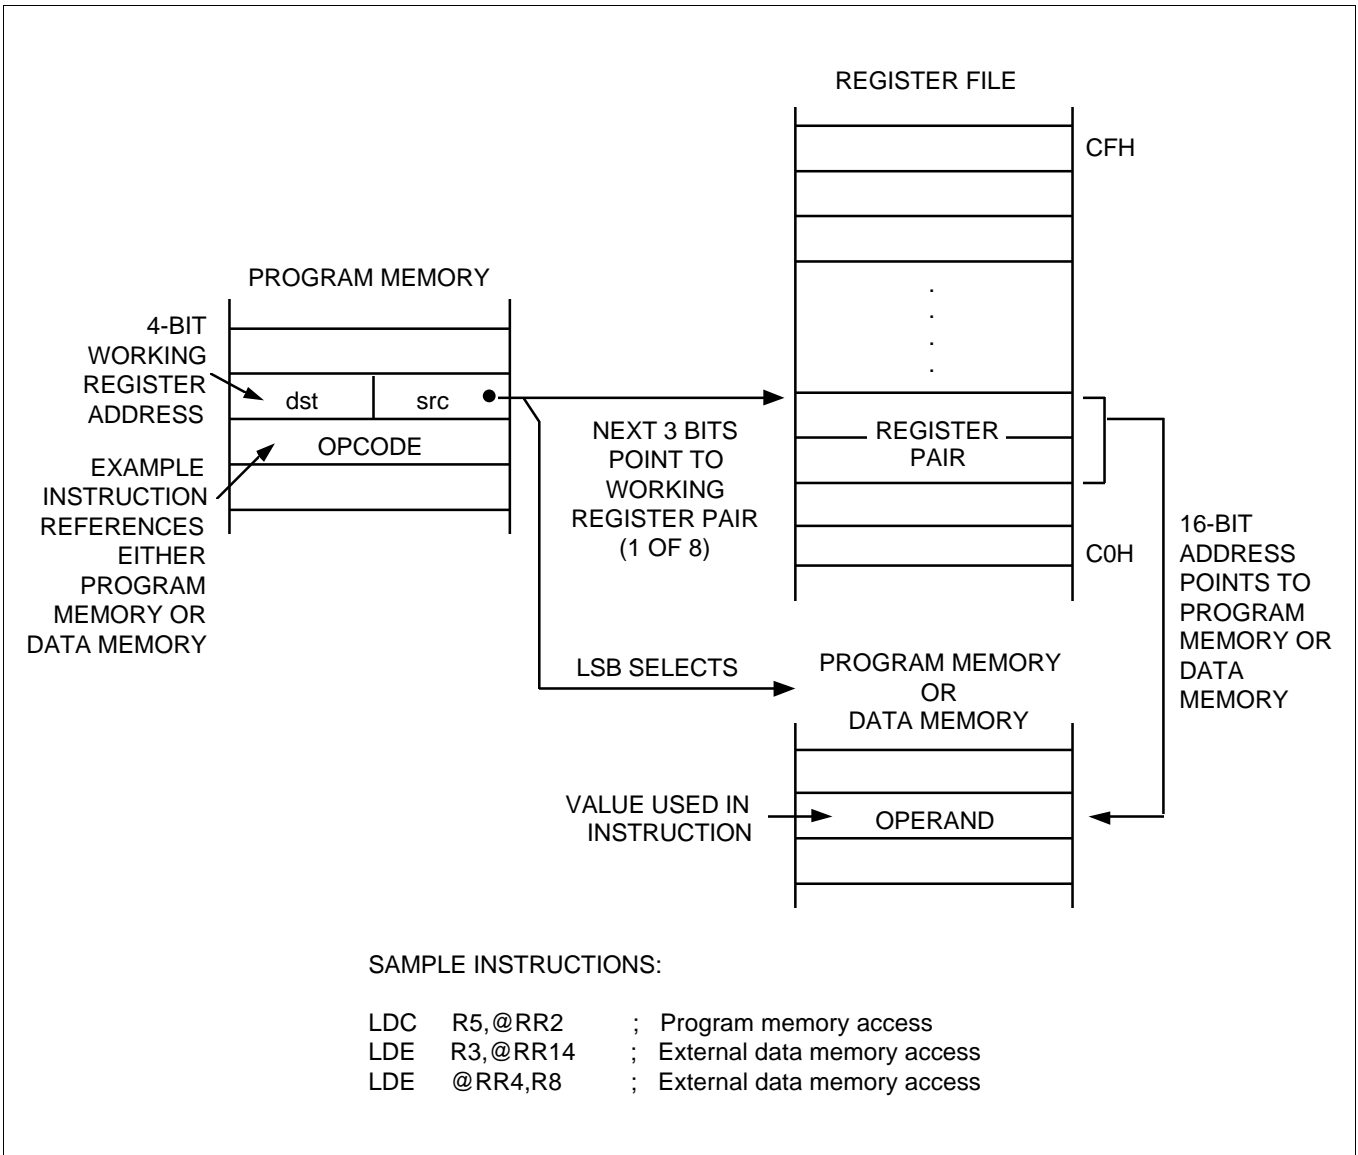 REGISTER FILE
CFH
PROGRAM MEMORY
4-BIT
WORKING
REGISTER
ADDRESS
dst src
OPCODE
EXAMPLE
INSTRUCTION
REFERENCES
EITHER
PROGRAM
MEMORY OR
DATA MEMORY
NEXT 3 BITS
POINT TO
WORKING
REGISTER PAIR
(1 OF 8)
REGISTER
PAIR
C0H
16-BIT
ADDRESS
POINTS TO
PROGRAM
MEMORY OR
DATA
MEMORY
LSB SELECTS
PROGRAM MEMORY
OR
DATA MEMORY
VALUE USED IN
INSTRUCTION
OPERAND
SAMPLE INSTRUCTIONS:
LDC R5,@RR2 ; Program memory access
LDE R3,@RR14 ; External data memory access
LDE @RR4,R8 ; External data memory access